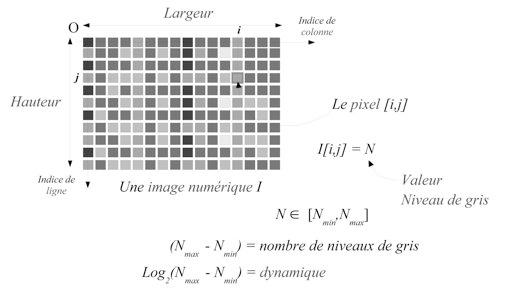 Largeur
O
i
Indice de
colonne
j
Hauteur
Le pixel [i,j]
I[i,j] = N
Indice de
ligne
Une image numérique I
Valeur
Niveau de gris
N ∈ [Nmin,Nmax]
(Nmax - Nmin) = nombre de niveaux de gris
Log2(Nmax - Nmin) = dynamique